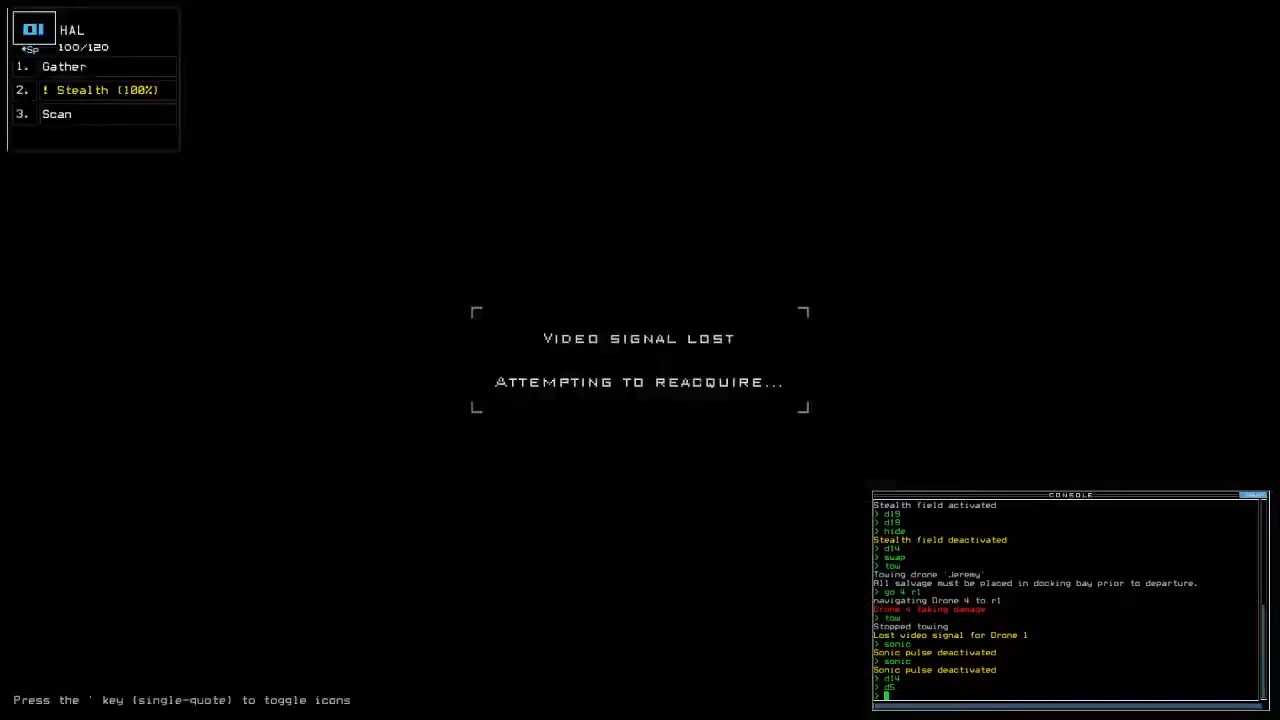 01 HAL
*Sp 100/120
1. Gather
2. ! Stealth (100%)
3. Scan
VIDEO SIGNAL LOST
ATTEMPTING TO REACQUIRE...
CONSOLE
Stealth field activated
> d19
> d19
> hide
Stealth field deactivated
> d14
> swap
> tow
Towing drone 'Jeremy'
All salvage must be placed in docking bay prior to departure.
> go 4 r1
navigating Drone 4 to r1
Drone 4 taking damage
> tow
Stopped towing
Lost video signal for Drone 1
> sonic
Sonic pulse deactivated
> sonic
Sonic pulse deactivated
> d14
> d5
>
Press the ' key (single-quote) to toggle icons